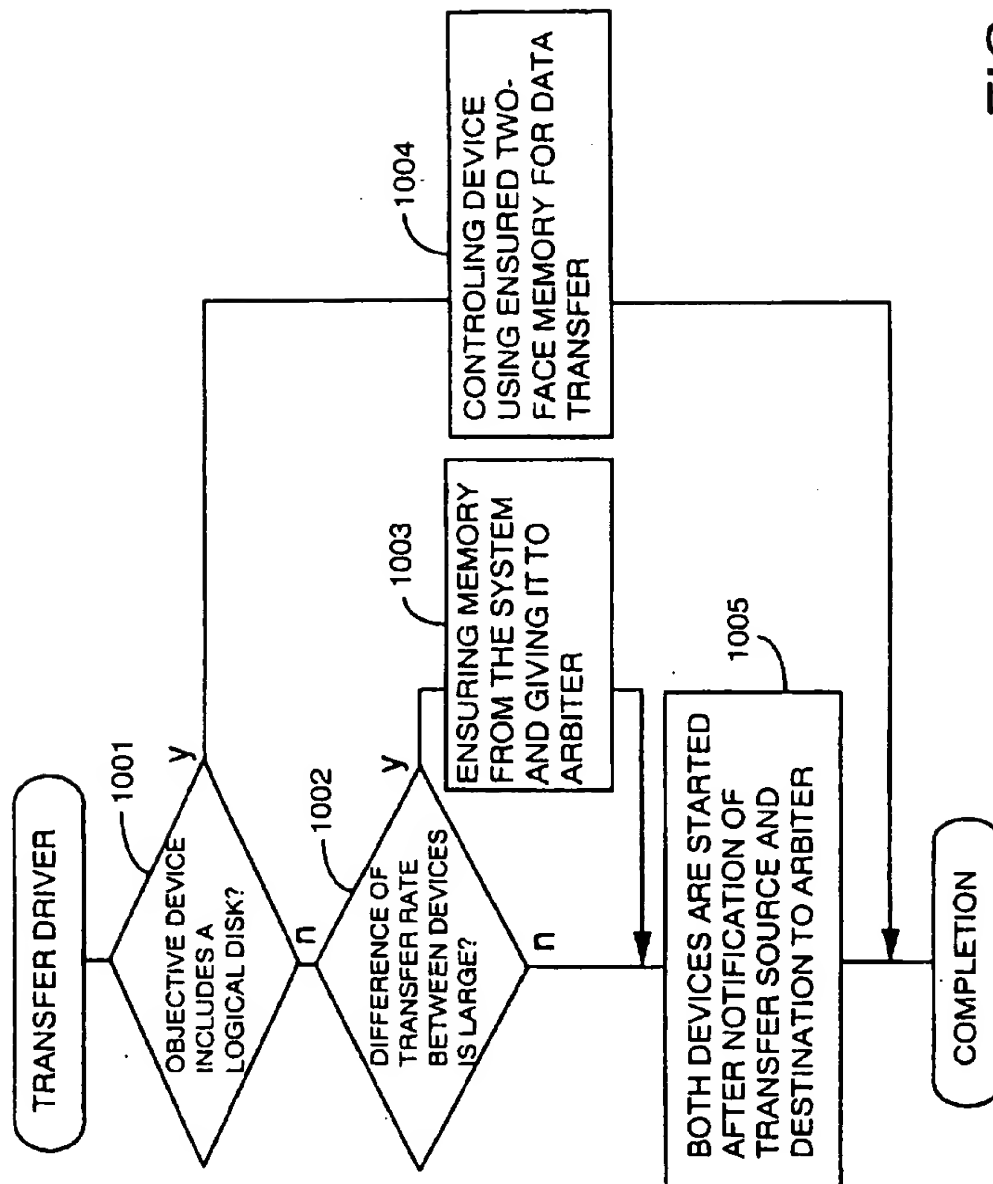 TRANSFER DRIVER
1001
OBJECTIVE DEVICE
INCLUDES A
LOGICAL DISK?
y
n
1002
DIFFERENCE OF
TRANSFER RATE
BETWEEN DEVICES
IS LARGE?
y
n
1003
ENSURING MEMORY
FROM THE SYSTEM
AND GIVING IT TO
ARBITER
1004
CONTROLING DEVICE
USING ENSURED TWO-
FACE MEMORY FOR DATA
TRANSFER
1005
BOTH DEVICES ARE STARTED
AFTER NOTIFICATION OF
TRANSFER SOURCE AND
DESTINATION TO ARBITER
COMPLETION